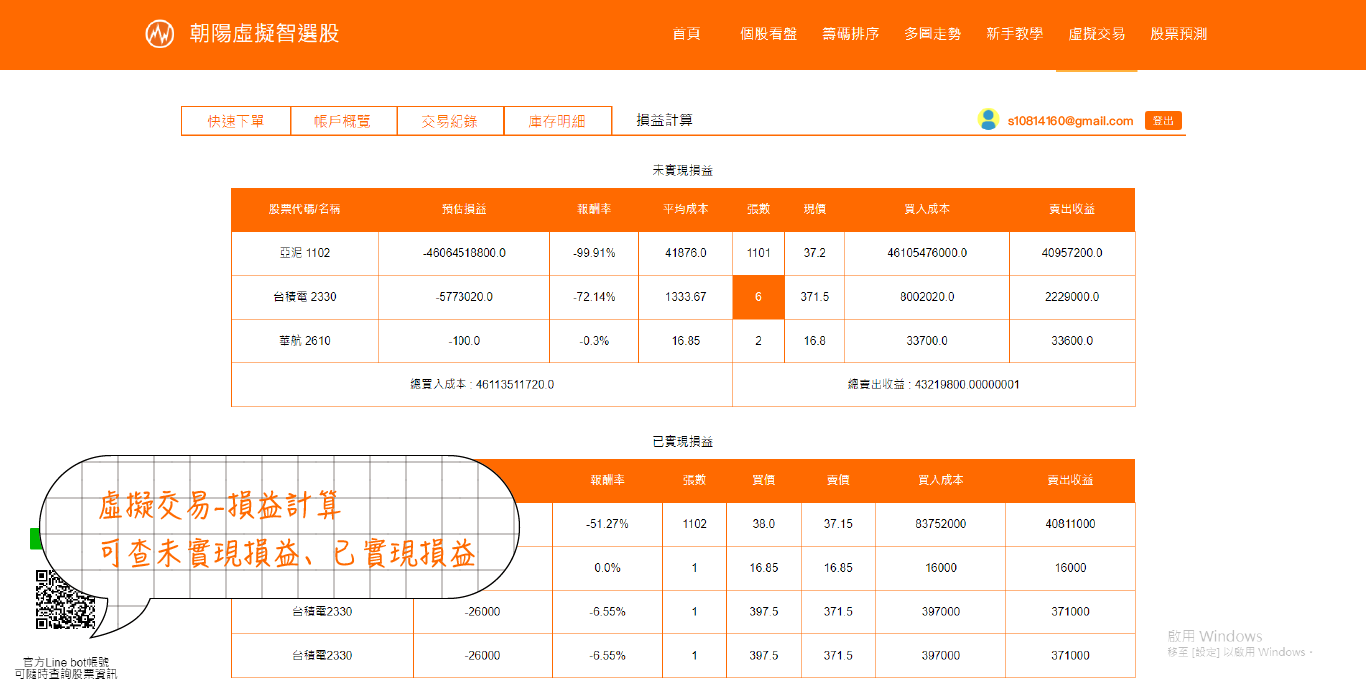 朝陽虛擬智選股
首頁 個股看盤 籌碼排序 多圖走勢 新手教學 虛擬交易 股票預測
快速下單 帳戶概覽 交易紀錄 庫存明細 損益計算 s10814160@gmail.com 登出
未實現損益
股票代碼/名稱 預估損益 報酬率 平均成本 張數 現價 買入成本 賣出收益
亞泥 1102 -46064518800.0 -99.91% 41876.0 1101 37.2 46105476000.0 40957200.0
台積電 2330 -5773020.0 -72.14% 1333.67 6 371.5 8002020.0 2229000.0
華航 2610 -100.0 -0.3% 16.85 2 16.8 33700.0 33600.0
總買入成本 : 46113511720.0 總賣出收益 : 43219800.00000001
已實現損益
報酬率 張數 買價 賣價 買入成本 賣出收益
-51.27% 1102 38.0 37.15 83752000 40811000
0.0% 1 16.85 16.85 16000 16000
台積電2330 -26000 -6.55% 1 397.5 371.5 397000 371000
台積電2330 -26000 -6.55% 1 397.5 371.5 397000 371000
虛擬交易-損益計算
可查未實現損益、已實現損益
官方Line bot帳號
可隨時查詢股票資訊
啟用 Windows
移至 [設定] 以啟用 Windows。